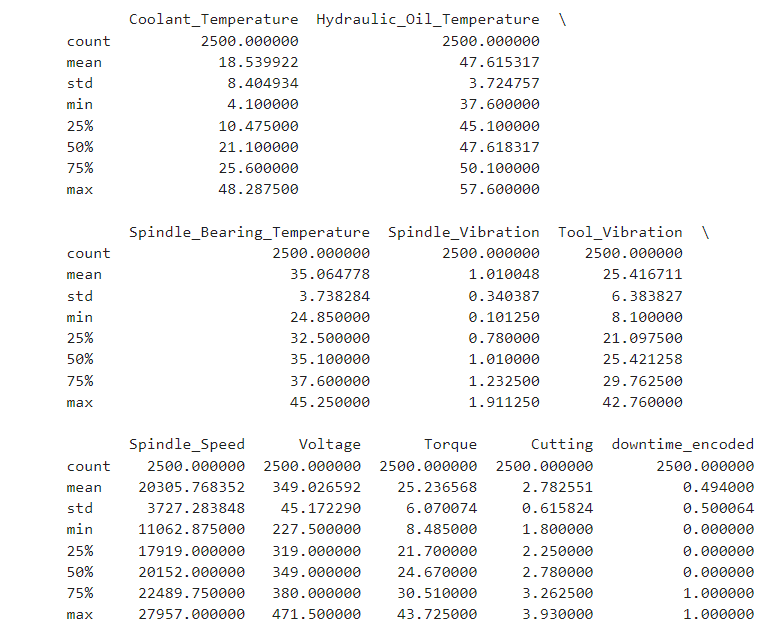 Coolant_Temperature  Hydraulic_Oil_Temperature  \
count          2500.000000                2500.000000
mean             18.539922                  47.615317
std               8.404934                   3.724757
min               4.100000                  37.600000
25%              10.475000                  45.100000
50%              21.100000                  47.618317
75%              25.600000                  50.100000
max              48.287500                  57.600000
Spindle_Bearing_Temperature  Spindle_Vibration  Tool_Vibration  \
count                  2500.000000        2500.000000     2500.000000
mean                     35.064778           1.010048       25.416711
std                       3.738284           0.340387        6.383827
min                      24.850000           0.101250        8.100000
25%                      32.500000           0.780000       21.097500
50%                      35.100000           1.010000       25.421258
75%                      37.600000           1.232500       29.762500
max                      45.250000           1.911250       42.760000
Spindle_Speed      Voltage       Torque      Cutting  downtime_encoded
count    2500.000000  2500.000000  2500.000000  2500.000000       2500.000000
mean    20305.768352   349.026592    25.236568     2.782551          0.494000
std      3727.283848    45.172290     6.070074     0.615824          0.500064
min     11062.875000   227.500000     8.485000     1.800000          0.000000
25%     17919.000000   319.000000    21.700000     2.250000          0.000000
50%     20152.000000   349.000000    24.670000     2.780000          0.000000
75%     22489.750000   380.000000    30.510000     3.262500          1.000000
max     27957.000000   471.500000    43.725000     3.930000          1.000000